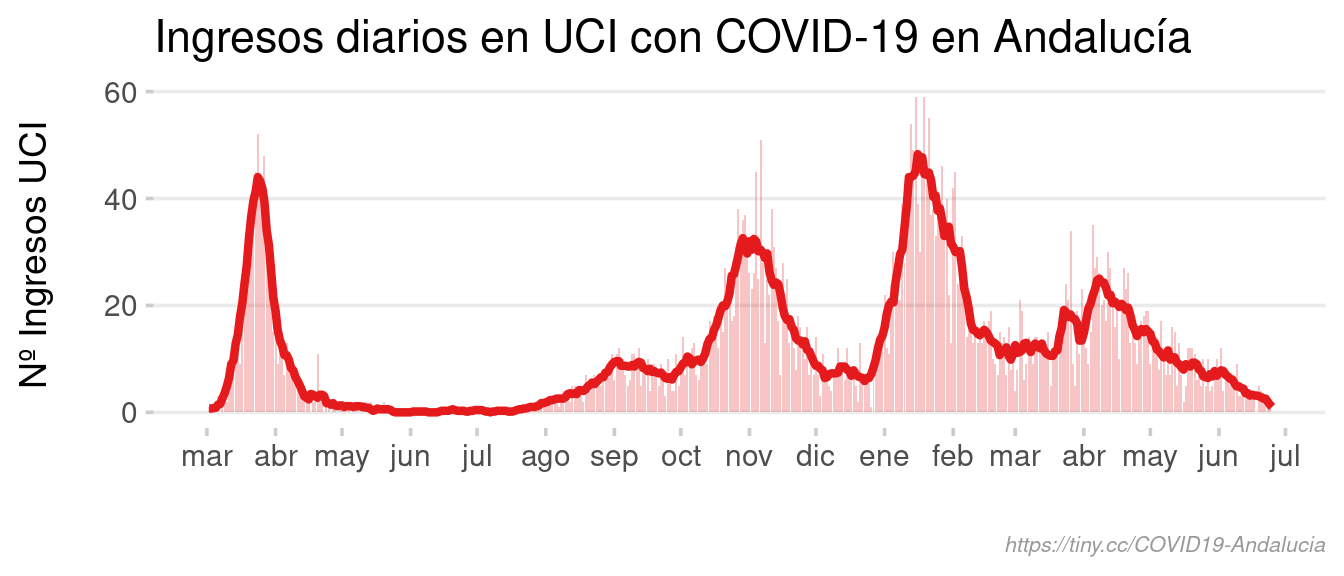 Ingresos diarios en UCI con COVID-19 en Andalucía
Nº Ingresos UCI
60
40
20
0
mar abr may jun jul ago sep oct nov dic ene feb mar abr may jun jul
https://tiny.cc/COVID19-Andalucia